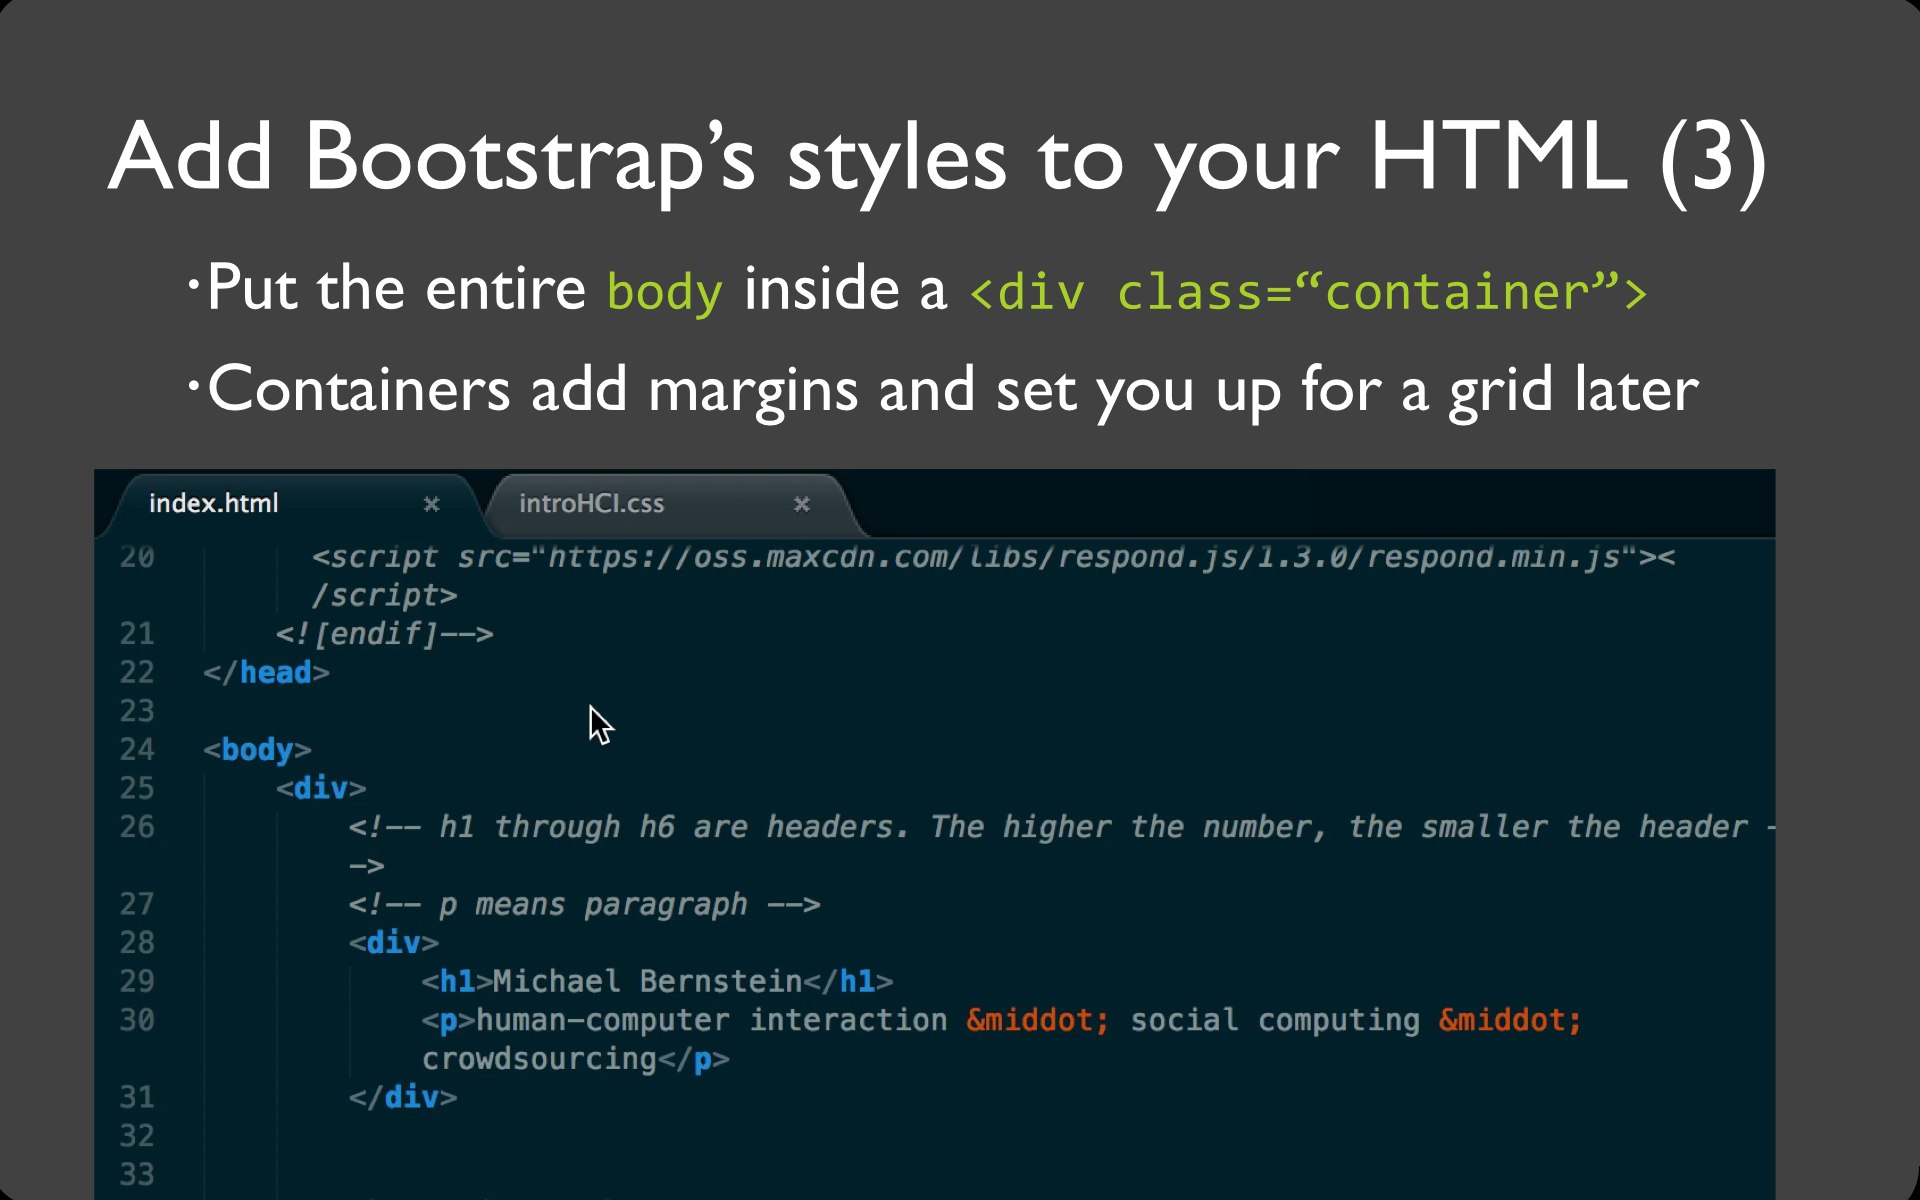 Add Bootstrap’s styles to your HTML (3)
·Put the entire body inside a <div class=“container”>
·Containers add margins and set you up for a grid later
index.html × introHCI.css ×
20 <script src="https://oss.maxcdn.com/libs/respond.js/1.3.0/respond.min.js"><
/script>
21 <![endif]-->
22 </head>
23
24 <body>
25 <div>
26 <!-- h1 through h6 are headers. The higher the number, the smaller the header -
->
27 <!-- p means paragraph -->
28 <div>
29 <h1>Michael Bernstein</h1>
30 <p>human-computer interaction &middot; social computing &middot;
crowdsourcing</p>
31 </div>
32
33